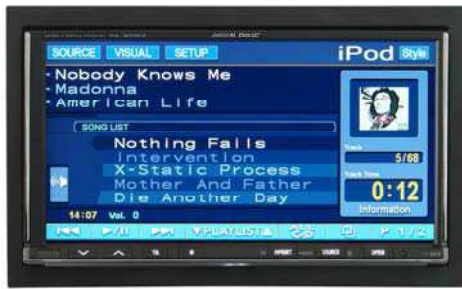 SOURCE VISUAL SETUP iPod Style
Nobody Knows Me
Madonna
American Life
SONG LIST
Nothing Fails
Intervention
X-Static Process
Mother And Father
Die Another Day
Track
5/68
Track Time
0:12
Information
14:07 Vol. 0
▼PLAYLIST▲ P 1/2
SOURCE OPEN